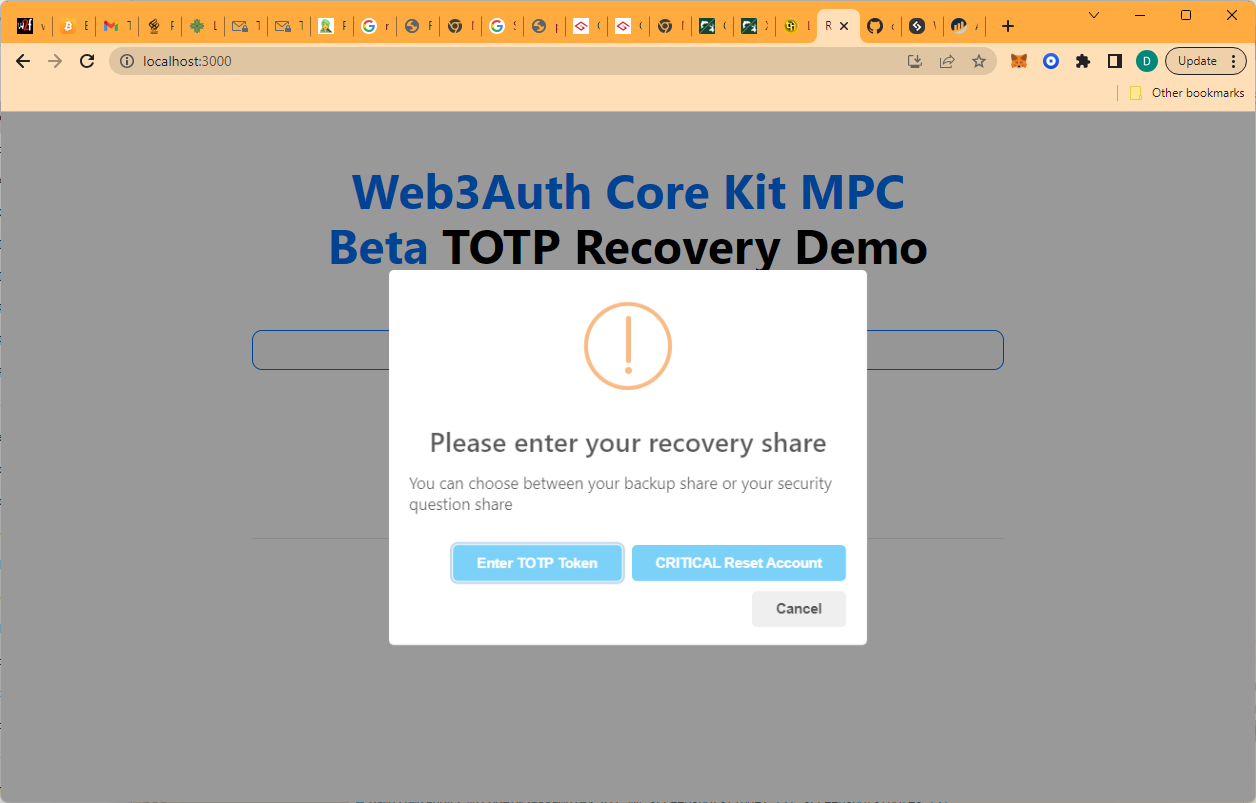 localhost:3000
D
Update
Other bookmarks
Web3Auth Core Kit MPC
Beta TOTP Recovery Demo
Please enter your recovery share
You can choose between your backup share or your security
question share
Enter TOTP Token
CRITICAL Reset Account
Cancel